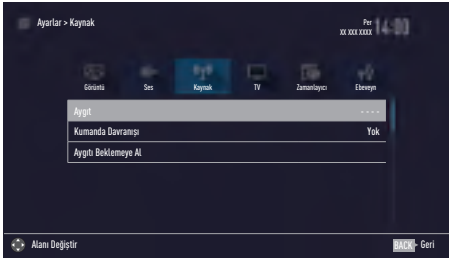 Ayarlar > Kaynak
Per
xx xxx xxxx
14:00
Görüntü Ses Kaynak TV Zamanlayıcı Ebeveyn
Aygıt - - - -
Kumanda Davranışı Yok
Aygıtı Beklemeye Al
Alanı Değiştir
BACK Geri